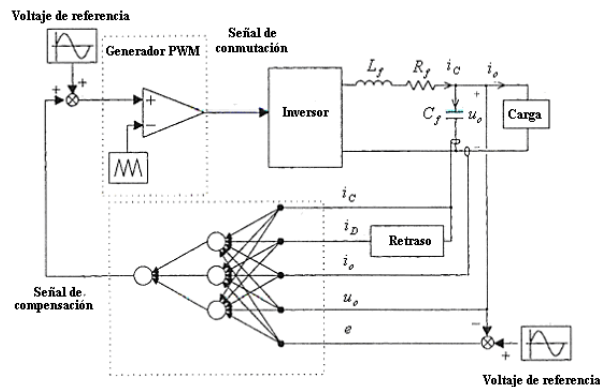 Voltaje de referencia
Generador PWM
Señal de
conmutación
+
+
+
−
Inversor
L_f
R_f
i_C
i_o
+
C_f
u_o
−
Carga
i_C
i_D
Retraso
i_o
u_o
e
Señal de
compensación
−
+
Voltaje de referencia